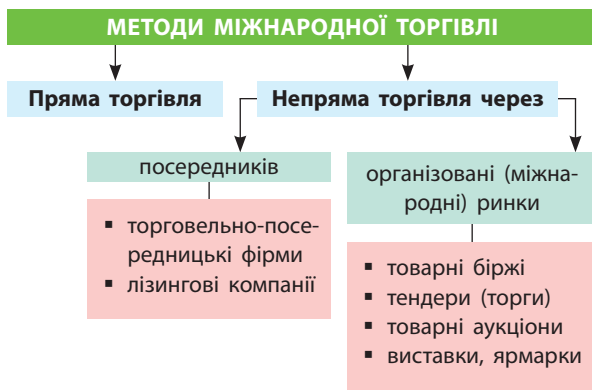 МЕТОДИ МІЖНАРОДНОЇ ТОРГІВЛІ
Пряма торгівля
Непряма торгівля через
посередників
▪ торговельно-посе-
редницькі фірми
▪ лізингові компанії
організовані (міжна-
родні) ринки
▪ товарні біржі
▪ тендери (торги)
▪ товарні аукціони
▪ виставки, ярмарки